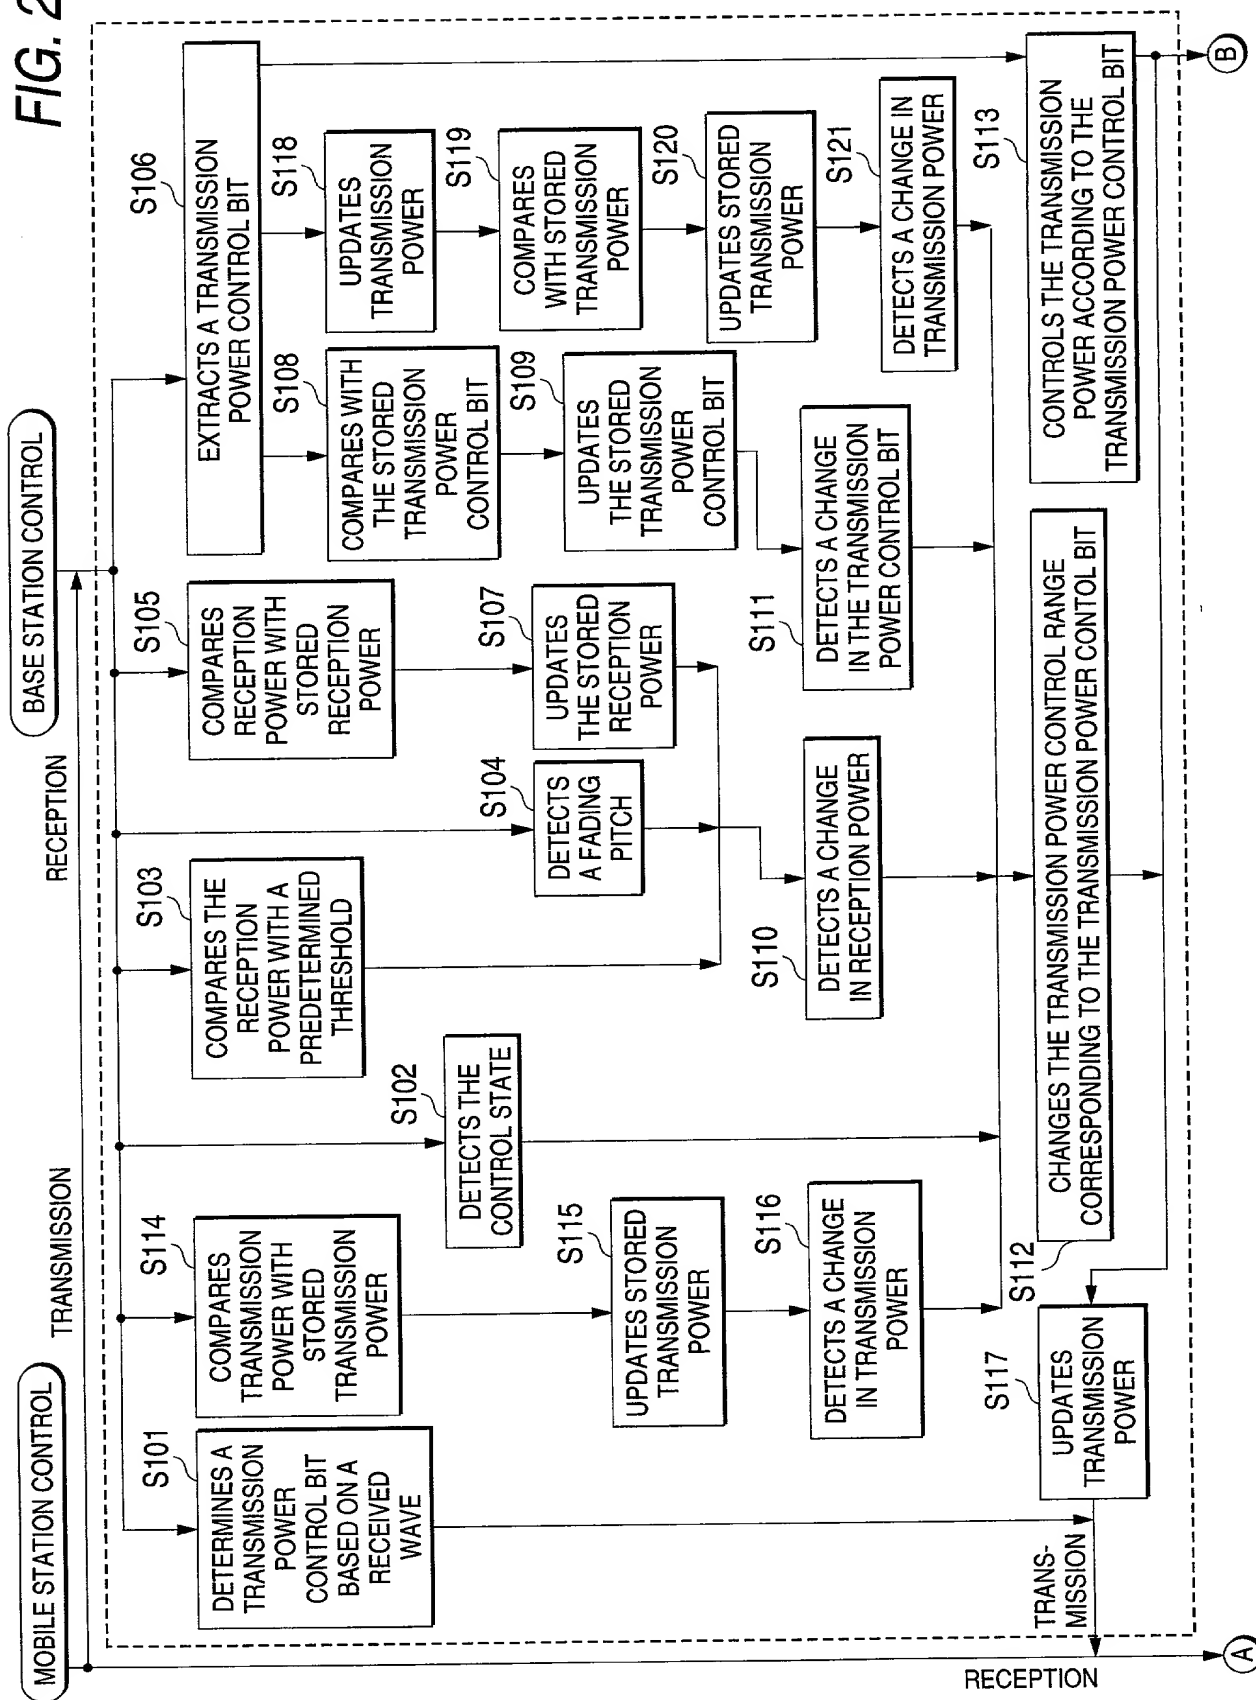 FIG. 2
MOBILE STATION CONTROL
TRANSMISSION
RECEPTION
BASE STATION CONTROL
S101
DETERMINES A
TRANSMISSION
POWER
CONTROL BIT
BASED ON A
RECEIVED
WAVE
S114
COMPARES
TRANSMISSION
POWER WITH
STORED
TRANSMISSION
POWER
S102
DETECTS THE
CONTROL STATE
S103
COMPARES THE
RECEPTION
POWER WITH A
PREDETERMINED
THRESHOLD
S104
DETECTS
A FADING
PITCH
S105
COMPARES
RECEPTION
POWER WITH
STORED
RECEPTION
POWER
S106
EXTRACTS A TRANSMISSION
POWER CONTROL BIT
S107
UPDATES
THE STORED
RECEPTION
POWER
S108
COMPARES WITH
THE STORED
TRANSMISSION
POWER
CONTROL BIT
S118
UPDATES
TRANSMISSION
POWER
S109
UPDATES
THE STORED
TRANSMISSION
POWER
CONTROL BIT
S119
COMPARES
WITH STORED
TRANSMISSION
POWER
S115
UPDATES STORED
TRANSMISSION
POWER
S120
UPDATES STORED
TRANSMISSION
POWER
S116
DETECTS A CHANGE
IN TRANSMISSION
POWER
S110
DETECTS A CHANGE
IN RECEPTION POWER
S111
DETECTS A CHANGE
IN THE TRANSMISSION
POWER CONTROL BIT
S121
DETECTS A CHANGE IN
TRANSMISSION POWER
S112
CHANGES THE TRANSMISSION POWER CONTROL RANGE
CORRESPONDING TO THE TRANSMISSION POWER CONTOL BIT
S113
CONTROLS THE TRANSMISSION
POWER ACCORDING TO THE
TRANSMISSION POWER CONTROL BIT
S117
UPDATES
TRANSMISSION
POWER
TRANS-
MISSION
RECEPTION
A
B